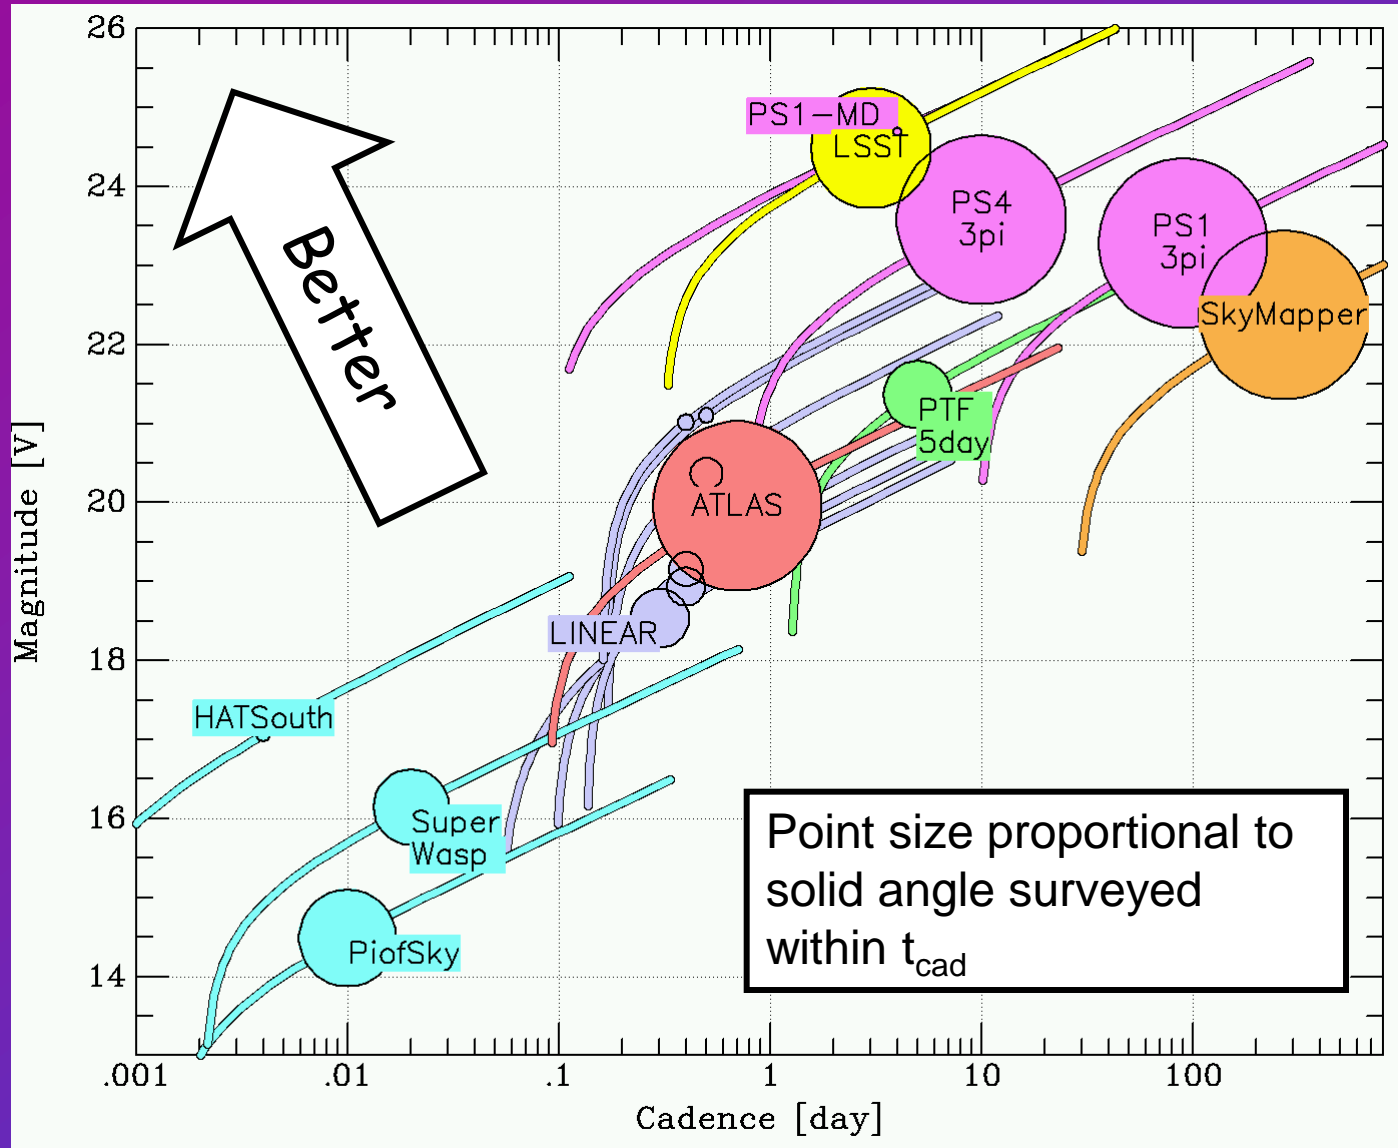 26
24
22
20
18
16
14
Magnitude [V]
Better
PS1-MD
LSST
PS4
3pi
PS1
3pi
SkyMapper
PTF
5day
ATLAS
LINEAR
HATSouth
Super
Wasp
PiofSky
Point size proportional to
solid angle surveyed
within tcad
.001
.01
.1
1
10
100
Cadence [day]